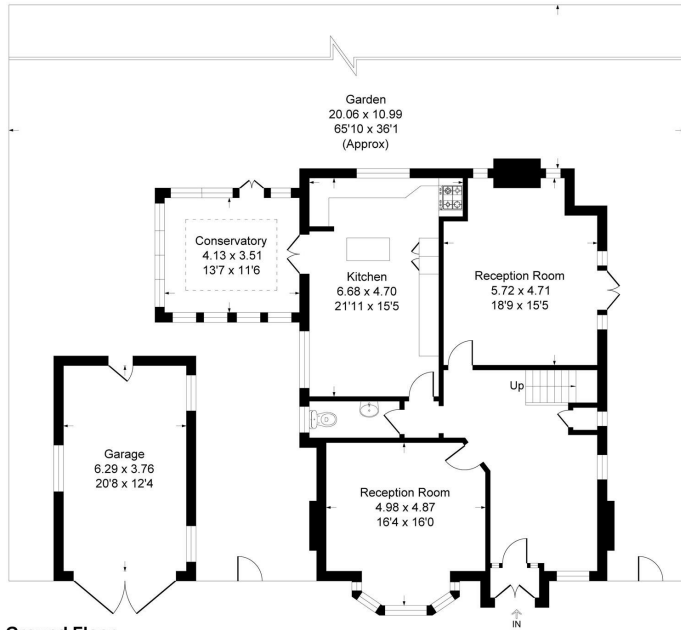 Garden
20.06 x 10.99
65'10 x 36'1
(Approx)
Conservatory
4.13 x 3.51
13'7 x 11'6
Kitchen
6.68 x 4.70
21'11 x 15'5
Reception Room
5.72 x 4.71
18'9 x 15'5
Up
Garage
6.29 x 3.76
20'8 x 12'4
Reception Room
4.98 x 4.87
16'4 x 16'0
IN
Ground Floor